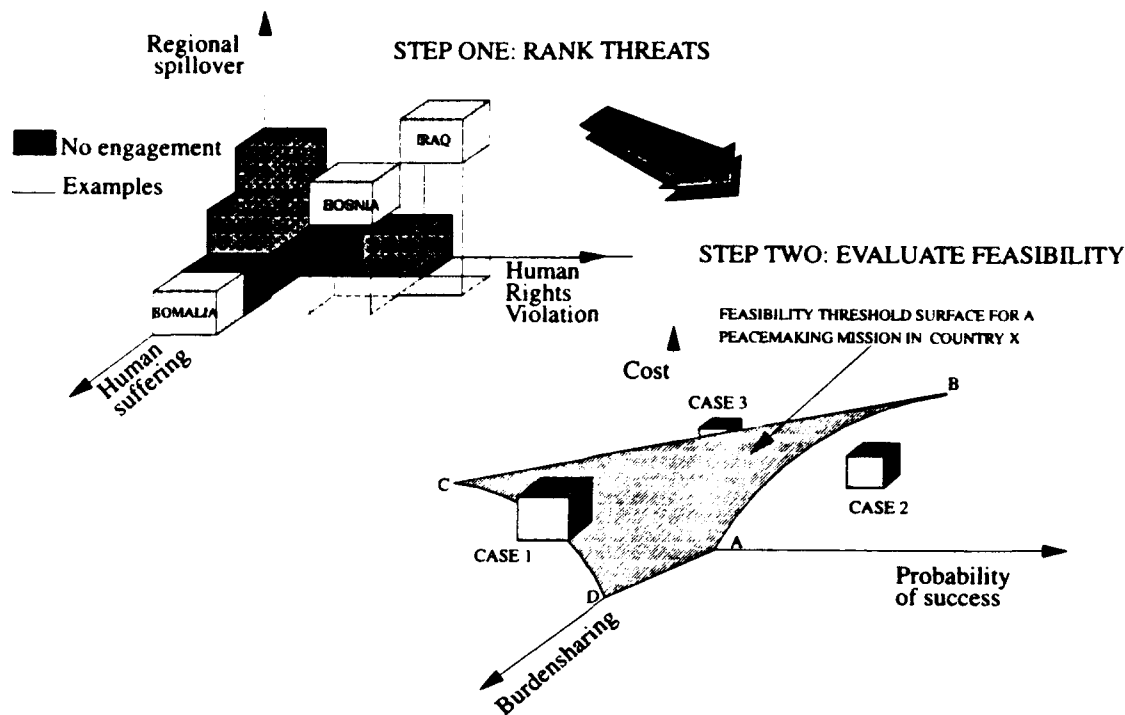 Regional
spillover
STEP ONE: RANK THREATS
No engagement
Examples
IRAQ
BOSNIA
SOMALIA
Human
Rights
Violation
Human
suffering
STEP TWO: EVALUATE FEASIBILITY
FEASIBILITY THRESHOLD SURFACE FOR A
PEACEMAKING MISSION IN COUNTRY X
Cost
CASE 3
B
C
CASE 2
CASE 1
A
D
Probability
of success
Burdensharing